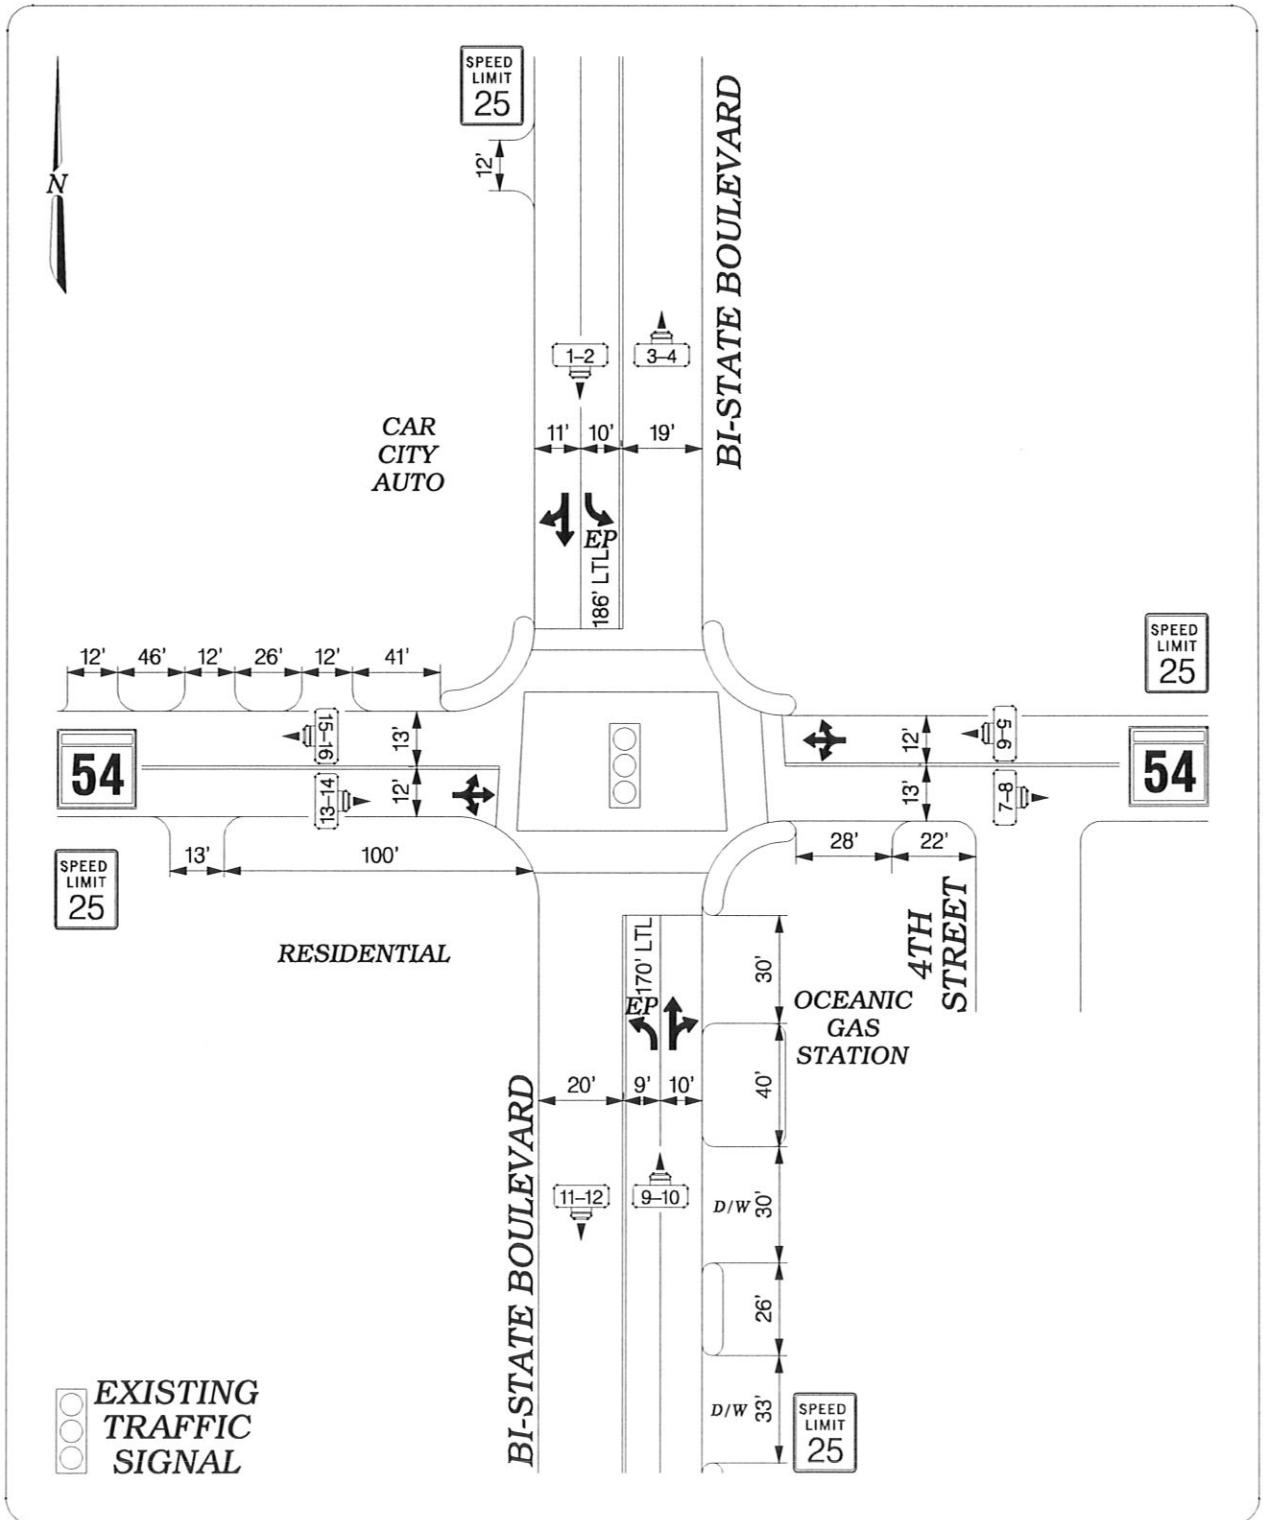 SPEED
LIMIT
25
N
12'
BI-STATE BOULEVARD
1–2
3–4
CAR
CITY
AUTO
11'
10'
19'
EP
186' LTL
SPEED
LIMIT
25
12'
46'
12'
26'
12'
41'
15–16
13'
5–6
12'
54
54
13–14
12'
7–8
13'
SPEED
LIMIT
25
13'
100'
28'
22'
RESIDENTIAL
4TH
STREET
170' LTL
EP
30'
OCEANIC
GAS
STATION
20'
9'
10'
40'
BI-STATE BOULEVARD
11–12
9–10
D/W
30'
26'
EXISTING
TRAFFIC
SIGNAL
D/W
33'
SPEED
LIMIT
25